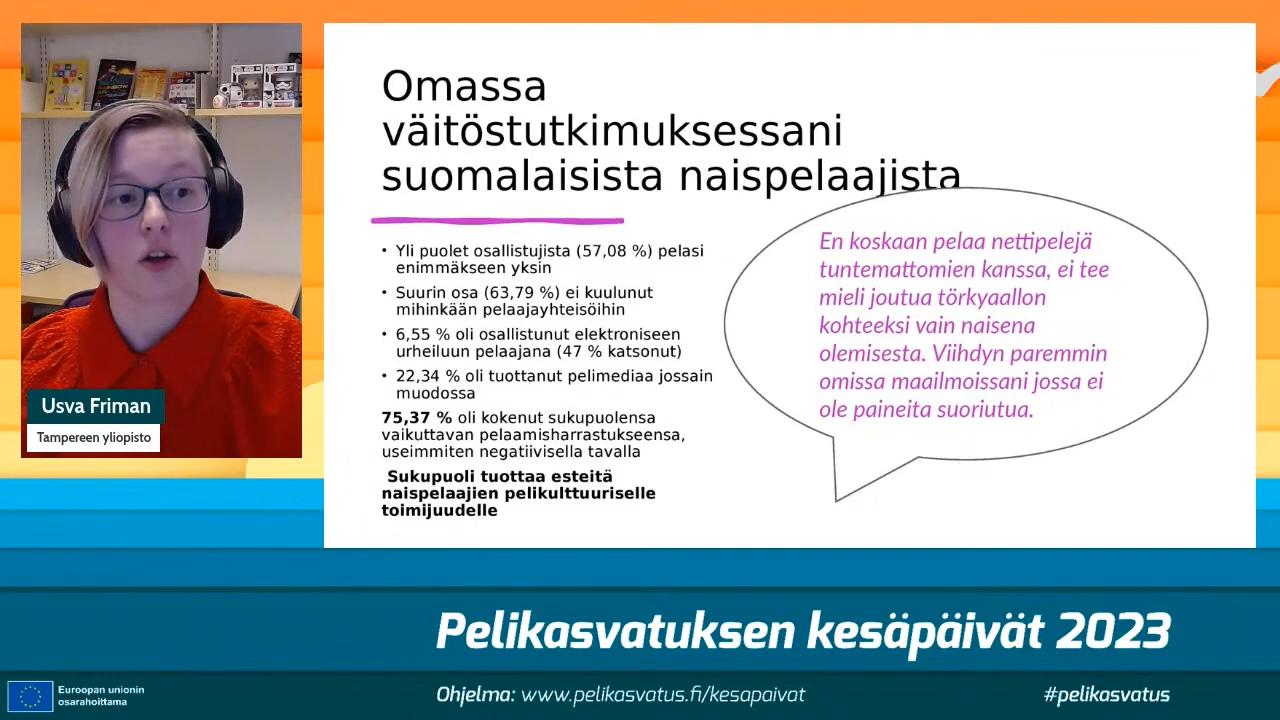 Omassa
väitöstutkimuksessani
suomalaisista naispelaajista
• Yli puolet osallistujista (57,08 %) pelasi
enimmäkseen yksin
• Suurin osa (63,79 %) ei kuulunut
mihinkään pelaajayhteisöihin
• 6,55 % oli osallistunut elektroniseen
urheiluun pelaajana (47 % katsonut)
• 22,34 % oli tuottanut pelimediaa jossain
muodossa
75,37 % oli kokenut sukupuolensa
vaikuttavan pelaamisharrastukseensa,
useimmiten negatiivisella tavalla
Sukupuoli tuottaa esteitä
naispelaajien pelikulttuuriselle
toimijuudelle
En koskaan pelaa nettipelejä
tuntemattomien kanssa, ei tee
mieli joutua törkyaallon
kohteeksi vain naisena
olemisesta. Viihdyn paremmin
omissa maailmoissani jossa ei
ole paineita suoriutua.
Usva Friman
Tampereen yliopisto
Pelikasvatuksen kesäpäivät 2023
Euroopan unionin
osarahoittama
Ohjelma: www.pelikasvatus.fi/kesapaivat
#pelikasvatus